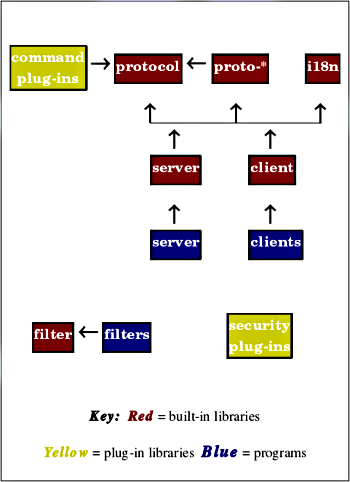 command
plug-ins
protocol
proto-*
i18n
server
client
server
clients
filter
filters
security
plug-ins
Key: Red = built-in libraries
Yellow = plug-in libraries Blue = programs